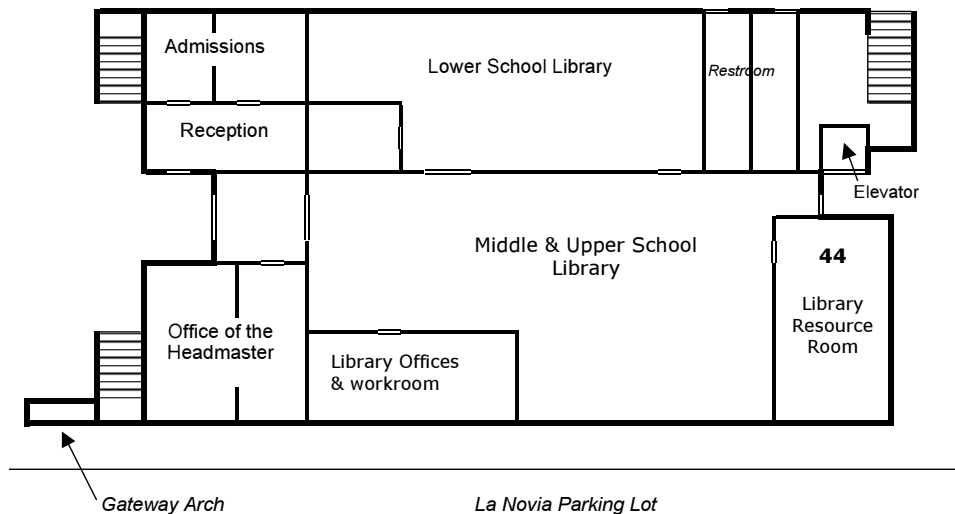 Admissions
Lower School Library
Restroom
Reception
Elevator
Middle & Upper School
Library
44
Library
Resource
Room
Office of the
Headmaster
Library Offices
& workroom
Gateway Arch
La Novia Parking Lot